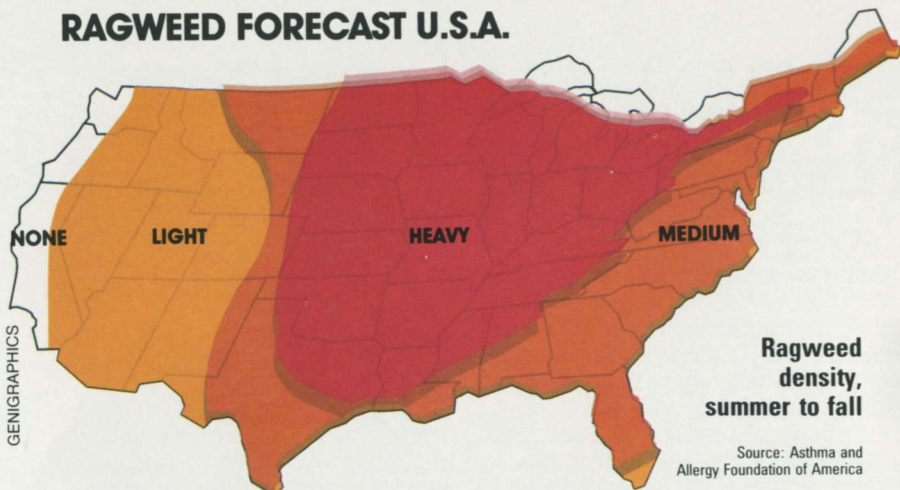 RAGWEED FORECAST U.S.A.
NONE
LIGHT
HEAVY
MEDIUM
GENIGRAPHICS
Ragweed
density,
summer to fall
Source: Asthma and
Allergy Foundation of America